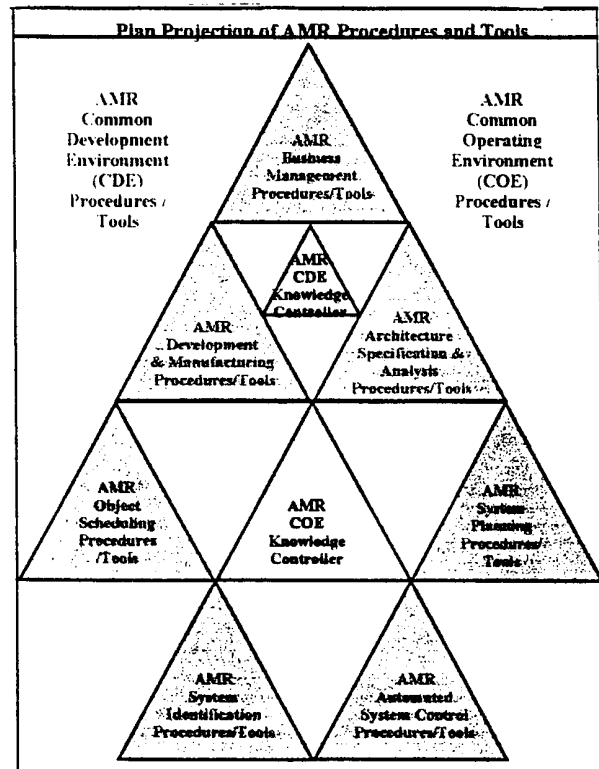 Plan Projection of AMR Procedures and Tools
AMR
Common
Development
Environment
(CDE)
Procedures /
Tools
AMR
Common
Operating
Environment
(COE)
Procedures /
Tools
AMR
Business
Management
Procedures/Tools
AMR
CDE
Knowledge
Controller
AMR
Development
& Manufacturing
Procedures/Tools
AMR
Architecture
Specification &
Analysis
Procedures/Tools
AMR
Object
Scheduling
Procedures
/Tools
AMR
COE
Knowledge
Controller
AMR
System
Planning
Procedures/
Tools
AMR
System
Identification
Procedures/Tools
AMR
Automated
System Control
Procedures/Tools